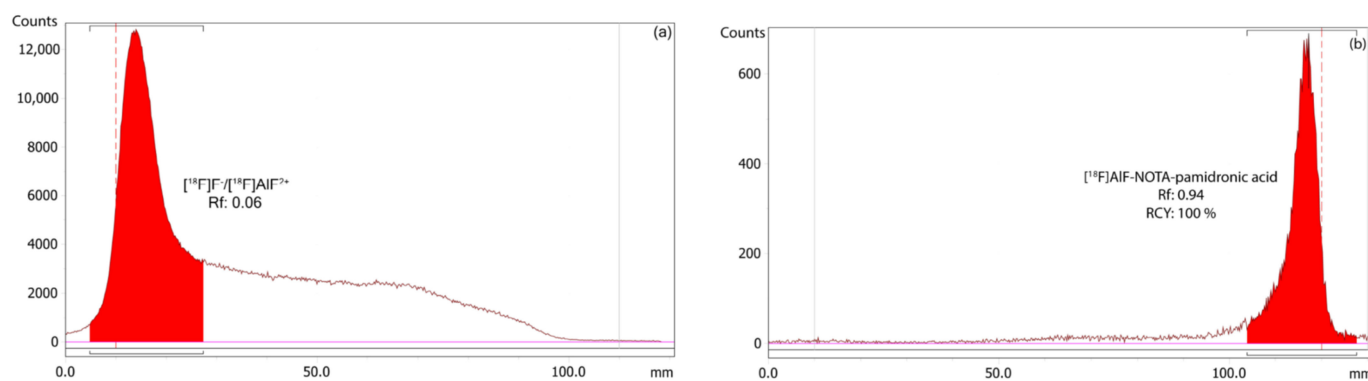 Counts
(a)
12,000
10,000
8000
6000
4000
2000
0
[¹⁸F]F⁻/[¹⁸F]AlF²⁺
Rf: 0.06
0.0
50.0
100.0
mm
Counts
(b)
600
400
200
0
[¹⁸F]AlF-NOTA-pamidronic acid
Rf: 0.94
RCY: 100 %
0.0
50.0
100.0
mm